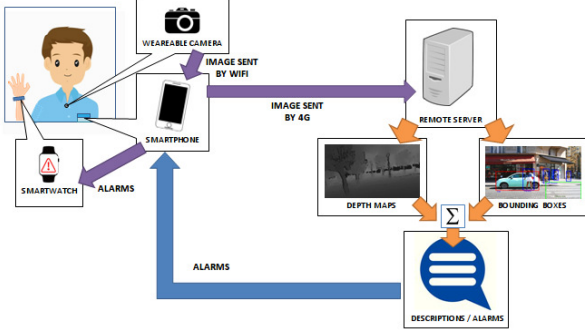 WEAREABLE CAMERA
IMAGE SENT
BY WIFI
SMARTPHONE
IMAGE SENT
BY 4G
REMOTE SERVER
SMARTWATCH
ALARMS
DEPTH MAPS
BOUNDING BOXES
Σ
ALARMS
DESCRIPTIONS / ALARMS